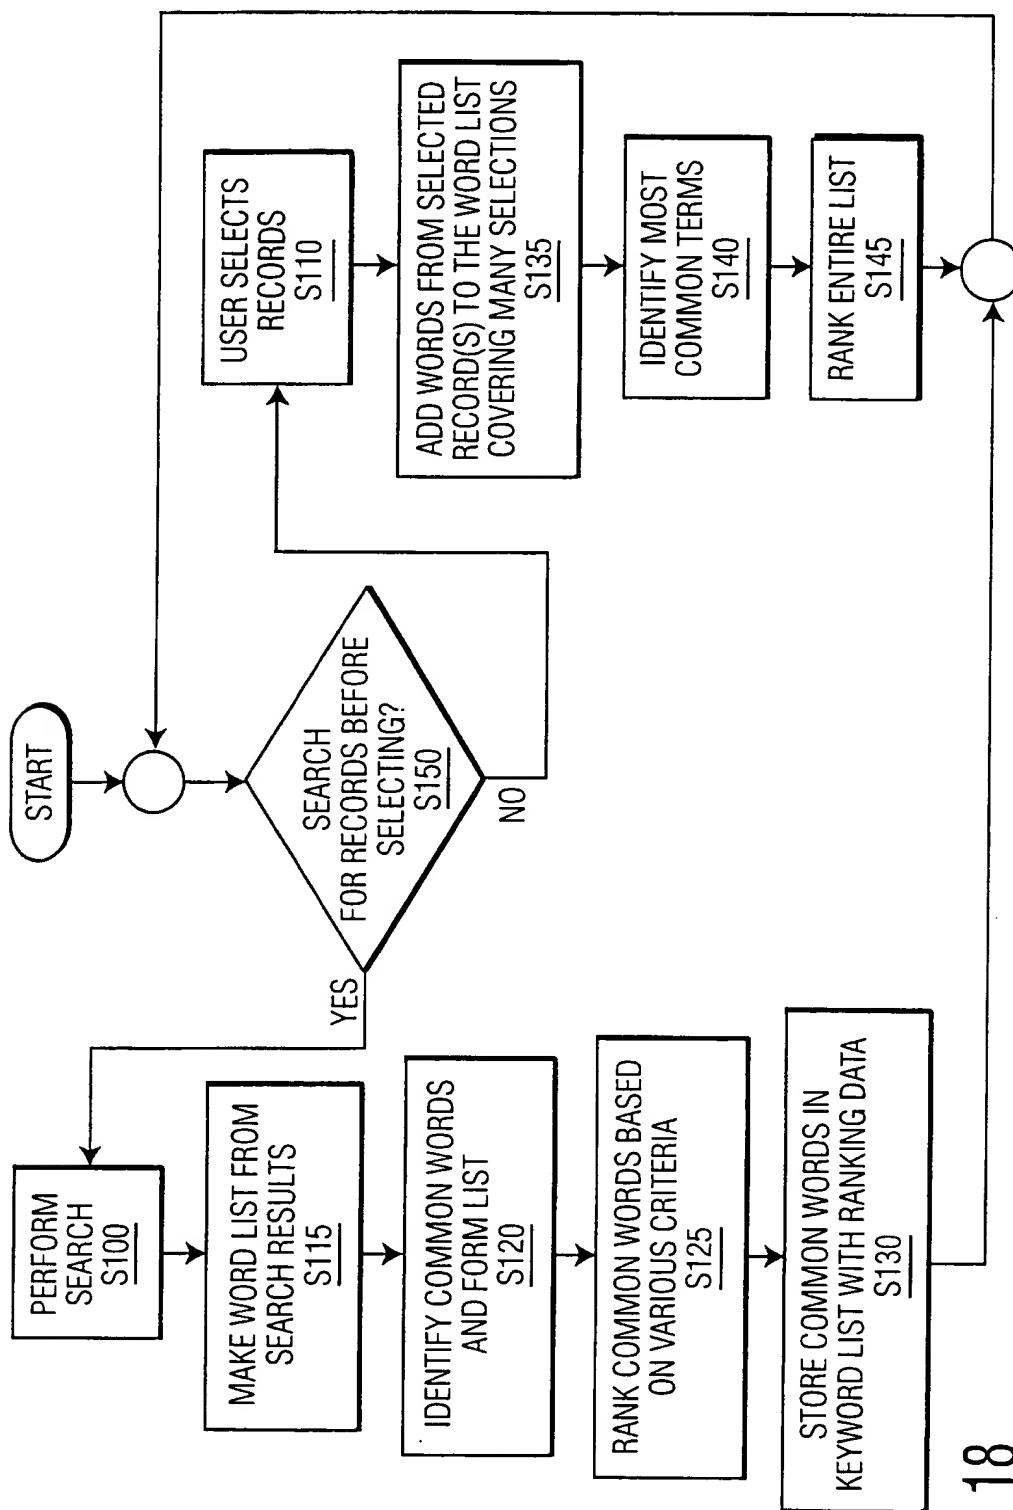 START
SEARCH
FOR RECORDS BEFORE
SELECTING?
S150
YES
NO
PERFORM
SEARCH
S100
MAKE WORD LIST FROM
SEARCH RESULTS
S115
IDENTIFY COMMON WORDS
AND FORM LIST
S120
RANK COMMON WORDS BASED
ON VARIOUS CRITERIA
S125
STORE COMMON WORDS IN
KEYWORD LIST WITH RANKING DATA
S130
USER SELECTS
RECORDS
S110
ADD WORDS FROM SELECTED
RECORD(S) TO THE WORD LIST
COVERING MANY SELECTIONS
S135
IDENTIFY MOST
COMMON TERMS
S140
RANK ENTIRE LIST
S145
18